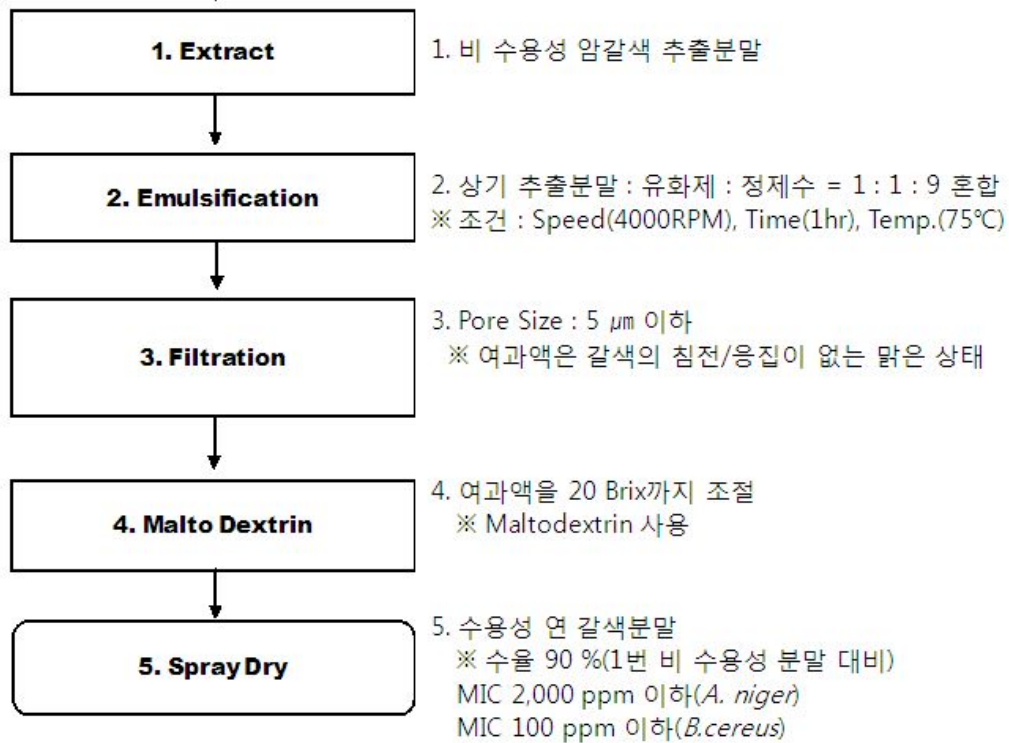 1. Extract
1. 비 수용성 암갈색 추출분말
2. Emulsification
2. 상기 추출분말 : 유화제 : 정제수 = 1 : 1 : 9 혼합
※ 조건 : Speed(4000RPM), Time(1hr), Temp.(75℃)
3. Filtration
3. Pore Size : 5 μm 이하
※ 여과액은 갈색의 침전/응집이 없는 맑은 상태
4. Malto Dextrin
4. 여과액을 20 Brix까지 조절
※ Maltodextrin 사용
5. Spray Dry
5. 수용성 연 갈색분말
※ 수율 90 %(1번 비 수용성 분말 대비)
MIC 2,000 ppm 이하(A. niger)
MIC 100 ppm 이하(B.cereus)